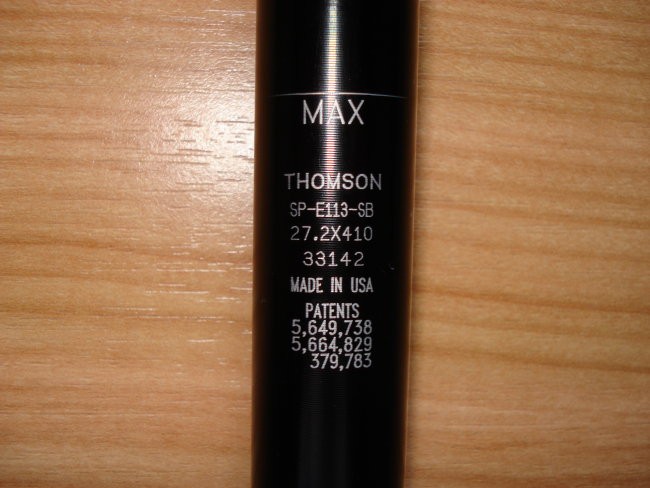 MAX
THOMSON
SP-E113-SB
27.2X410
33142
MADE IN USA
PATENTS
5,649,738
5,664,829
379,783